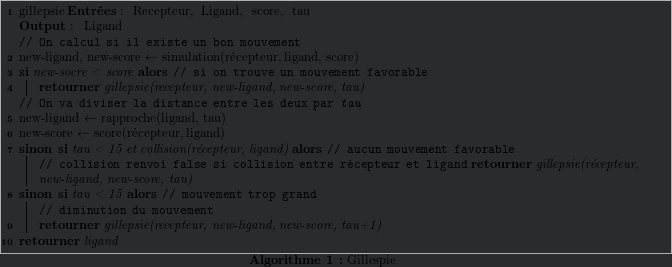 1 gillepsie Entrées : Recepteur, Ligand, score, tau
Output : Ligand
// On calcul si il existe un bon mouvement
2 new-ligand, new-score ← simulation(récepteur, ligand, score)
3 si new-socre < score alors // si on trouve un mouvement favorable
4 retourner gillepsie(recepteur, new-ligand, new-score, tau)
// On va diviser la distance entre les deux par tau
5 new-ligand ← rapproche(ligand, tau)
6 new-score ← score(récepteur, ligand)
7 sinon si tau < 15 et collision(récepteur, ligand) alors // aucun mouvement favorable
// collision renvoi false si collision entre récepteur et ligand retourner gillepsie(récepteur,
new-ligand, new-score, tau)
8 sinon si tau < 15 alors // mouvement trop grand
// diminution du mouvement
9 retourner gillepsie(recepteur, new-ligand, new-score, tau+1)
10 retourner ligand
Algorithme 1 : Gillespie